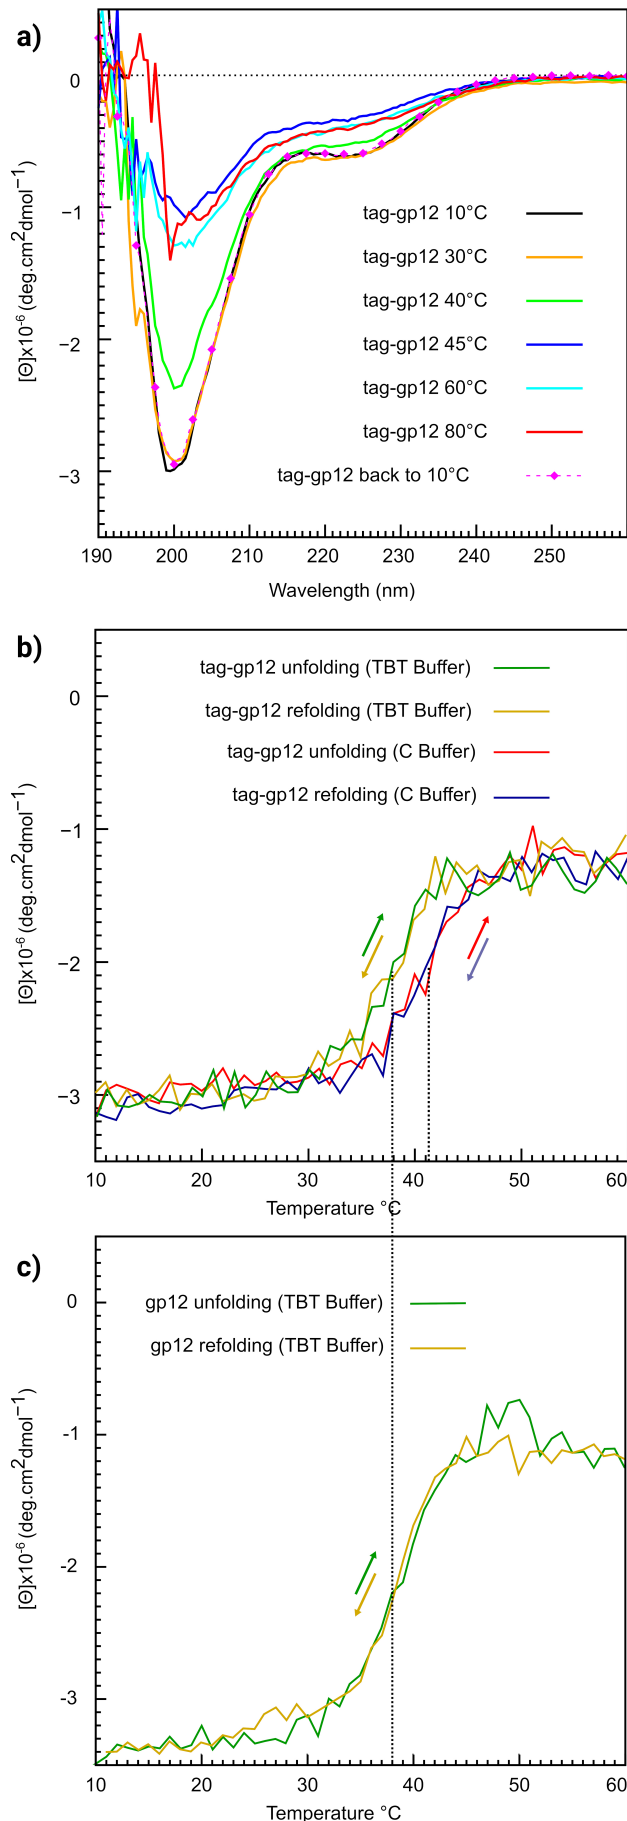 a)
0
−1
−2
−3
[Θ]x10⁻⁶ (deg.cm²dmol⁻¹)
tag-gp12 10°C
tag-gp12 30°C
tag-gp12 40°C
tag-gp12 45°C
tag-gp12 60°C
tag-gp12 80°C
tag-gp12 back to 10°C
190 200 210 220 230 240 250
Wavelength (nm)
b)
tag-gp12 unfolding (TBT Buffer)
tag-gp12 refolding (TBT Buffer)
tag-gp12 unfolding (C Buffer)
tag-gp12 refolding (C Buffer)
0
−1
−2
−3
[Θ]x10⁻⁶ (deg.cm²dmol⁻¹)
10 20 30 40 50 60
Temperature °C
c)
gp12 unfolding (TBT Buffer)
gp12 refolding (TBT Buffer)
0
-1
-2
-3
[Θ]x10⁻⁶ (deg.cm²dmol⁻¹)
10 20 30 40 50 60
Temperature °C